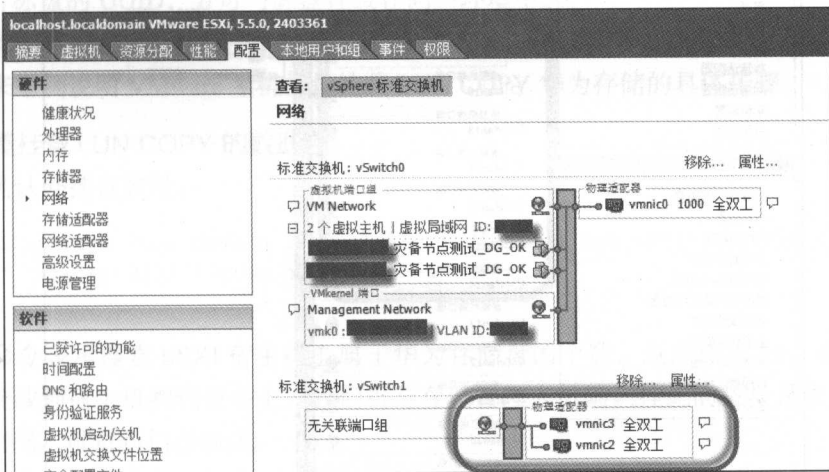 localhost.localdomain VMware ESXi, 5.5.0, 2403361
摘要 虚拟机 资源分配 性能 配置 本地用户和组 事件 权限
硬件
健康状况
处理器
内存
存储器
网络
存储适配器
网络适配器
高级设置
电源管理
软件
已获许可的功能
时间配置
DNS 和路由
身份验证服务
虚拟机启动/关机
虚拟机交换文件位置
查看: vSphere 标准交换机
网络
标准交换机: vSwitch0 移除... 属性...
虚拟机端口组
VM Network
2 个虚拟主机 | 虚拟局域网 ID:
灾备节点测试_DG_OK
灾备节点测试_DG_OK
VMkernel 端口
Management Network
vmk0 : VLAN ID:
物理适配器
vmnic0 1000 全双工
标准交换机: vSwitch1 移除... 属性...
无关联端口组
物理适配器
vmnic3 全双工
vmnic2 全双工